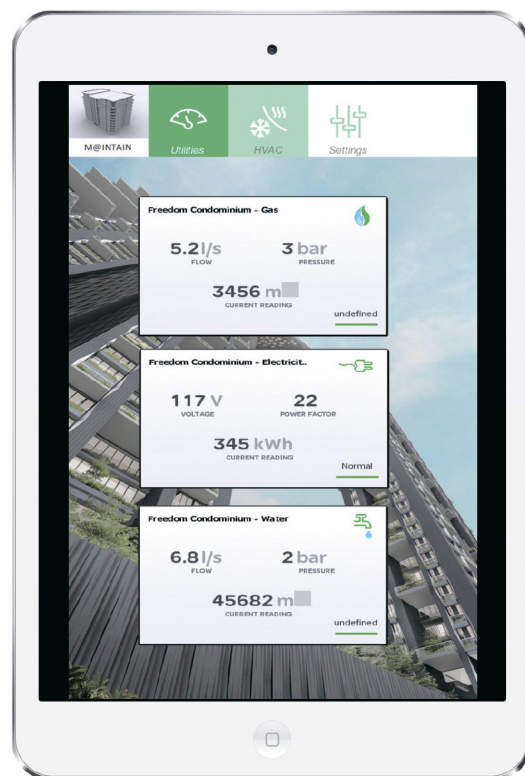 M@INTAIN
Utilities
HVAC
Settings
Freedom Condominium - Gas
5.2 l/s
3 bar
FLOW
PRESSURE
3456 m
CURRENT READING
undefined
Freedom Condominium - Electricit..
117 V
22
VOLTAGE
POWER FACTOR
345 kWh
CURRENT READING
Normal
Freedom Condominium - Water
6.8 l/s
2 bar
FLOW
PRESSURE
45682 m
CURRENT READING
undefined